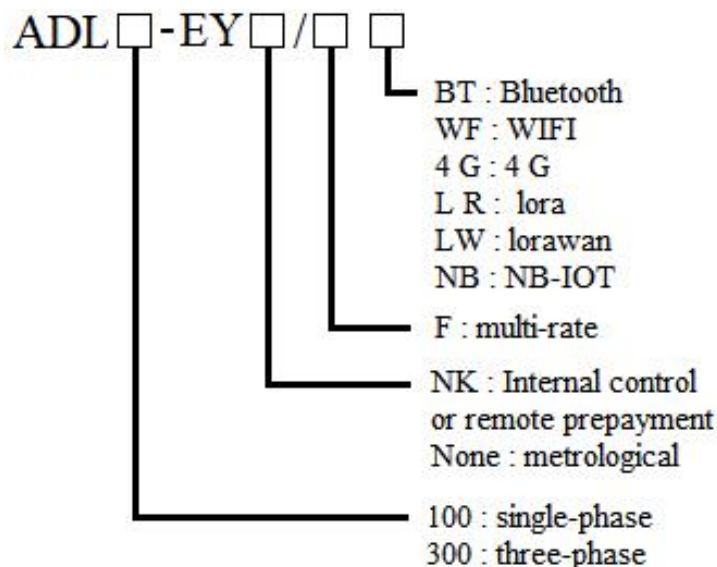 ADL□-EY□/□ □
BT : Bluetooth
WF : WIFI
4 G : 4 G
L R : lora
LW : lorawan
NB : NB-IOT
F : multi-rate
NK : Internal control
or remote prepayment
None : metrological
100 : single-phase
300 : three-phase